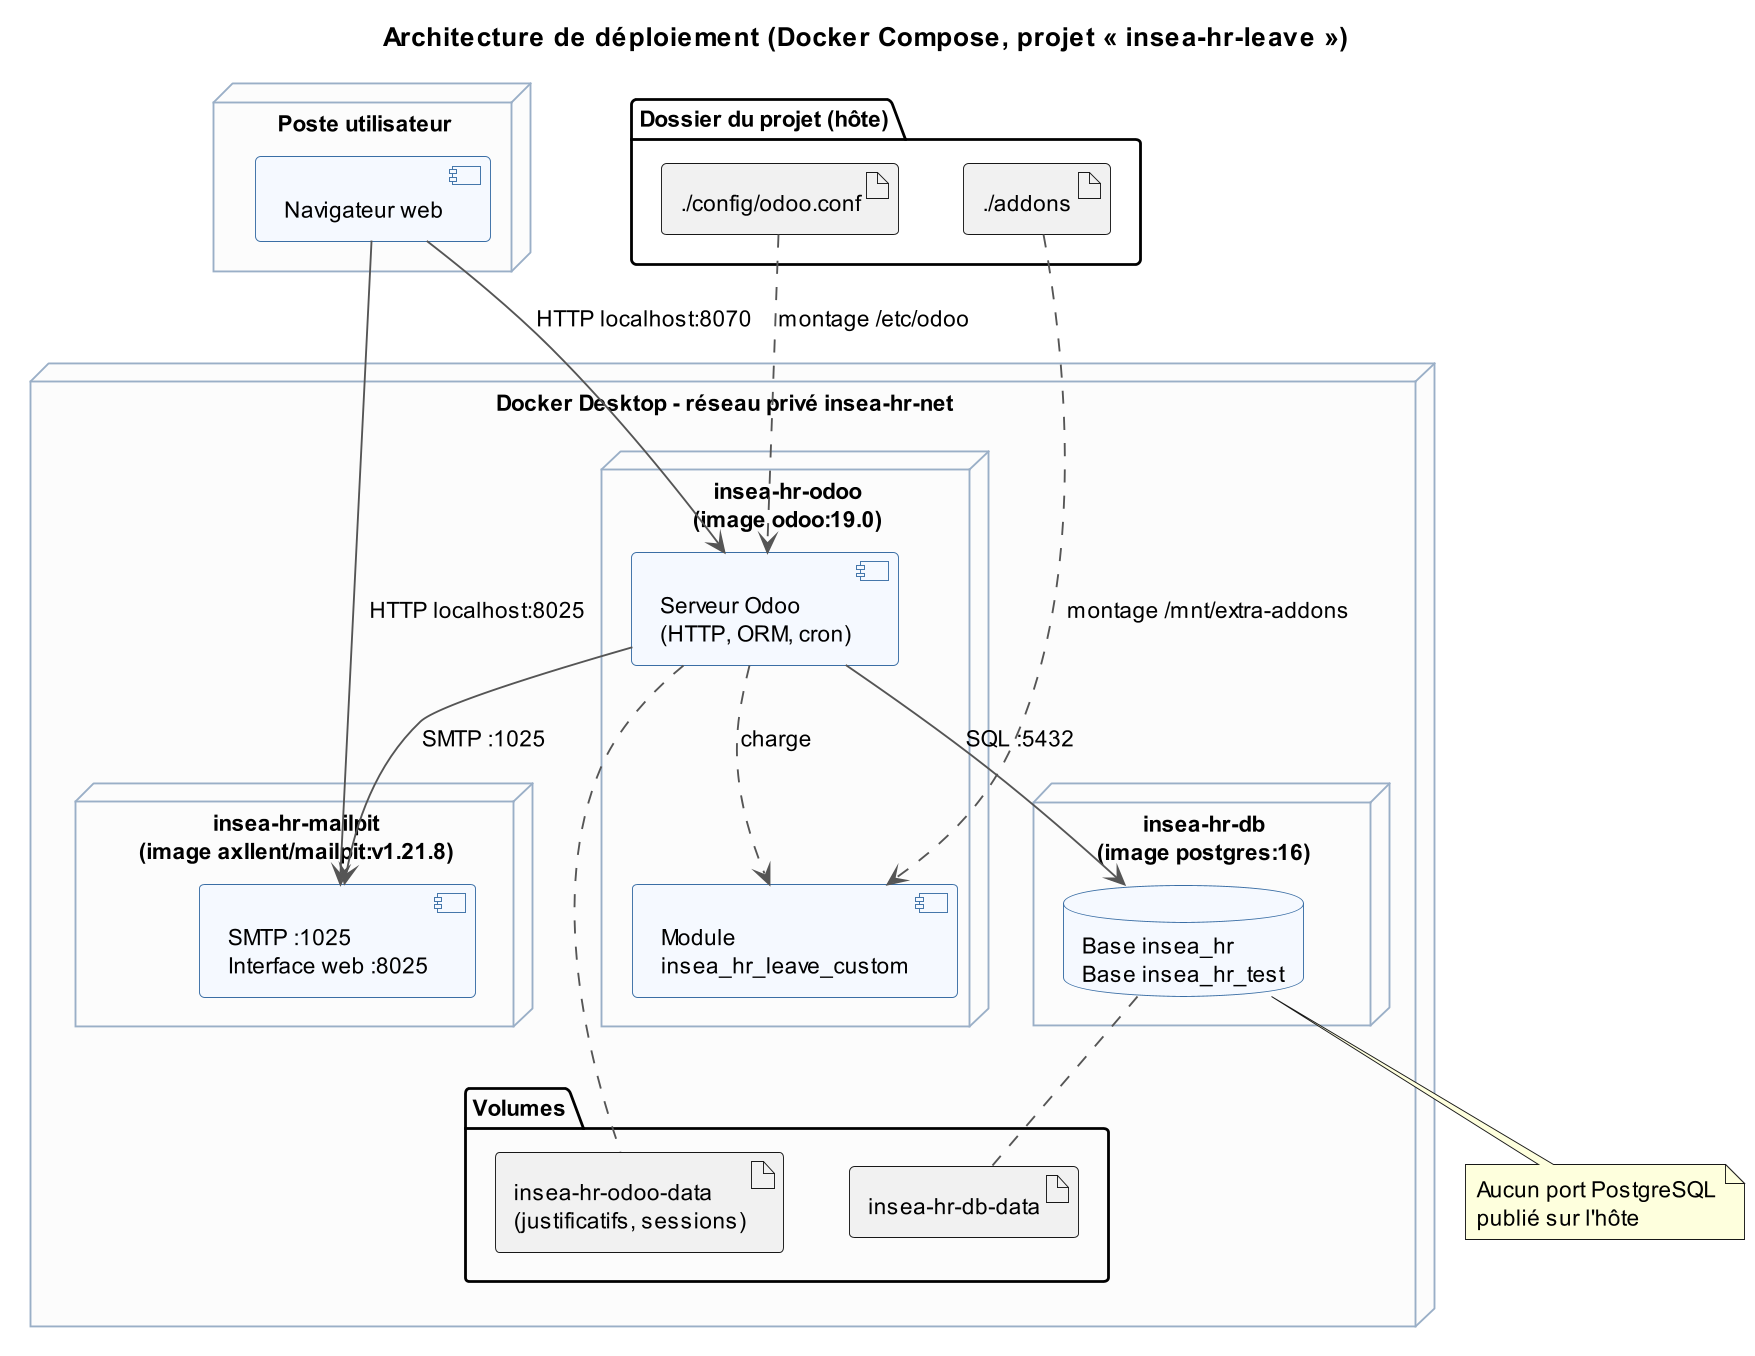 Architecture de déploiement (Docker Compose, projet « insea-hr-leave »)
Poste utilisateur
Navigateur web
Dossier du projet (hôte)
./config/odoo.conf
./addons
HTTP localhost:8070
montage /etc/odoo
Docker Desktop - réseau privé insea-hr-net
insea-hr-odoo
(image odoo:19.0)
Serveur Odoo
(HTTP, ORM, cron)
HTTP localhost:8025
montage /mnt/extra-addons
SMTP :1025
charge
SQL :5432
insea-hr-mailpit
(image axllent/mailpit:v1.21.8)
SMTP :1025
Interface web :8025
Module
insea_hr_leave_custom
insea-hr-db
(image postgres:16)
Base insea_hr
Base insea_hr_test
Volumes
insea-hr-odoo-data
(justificatifs, sessions)
insea-hr-db-data
Aucun port PostgreSQL
publié sur l'hôte